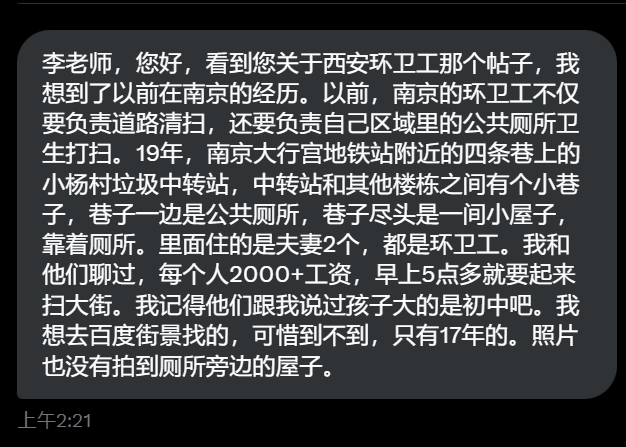 李老师，您好，看到您关于西安环卫工那个帖子，我
想到了以前在南京的经历。以前，南京的环卫工不仅
要负责道路清扫，还要负责自己区域里的公共厕所卫
生打扫。19年，南京大行宫地铁站附近的四条巷上的
小杨村垃圾中转站，中转站和其他楼栋之间有个小巷
子，巷子一边是公共厕所，巷子尽头是一间小屋子，
靠着厕所。里面住的是夫妻2个，都是环卫工。我和
他们聊过，每个人2000+工资，早上5点多就要起来
扫大街。我记得他们跟我说过孩子大的是初中吧。我
想去百度街景找的，可惜到不到，只有17年的。照片
也没有拍到厕所旁边的屋子。
上午2:21